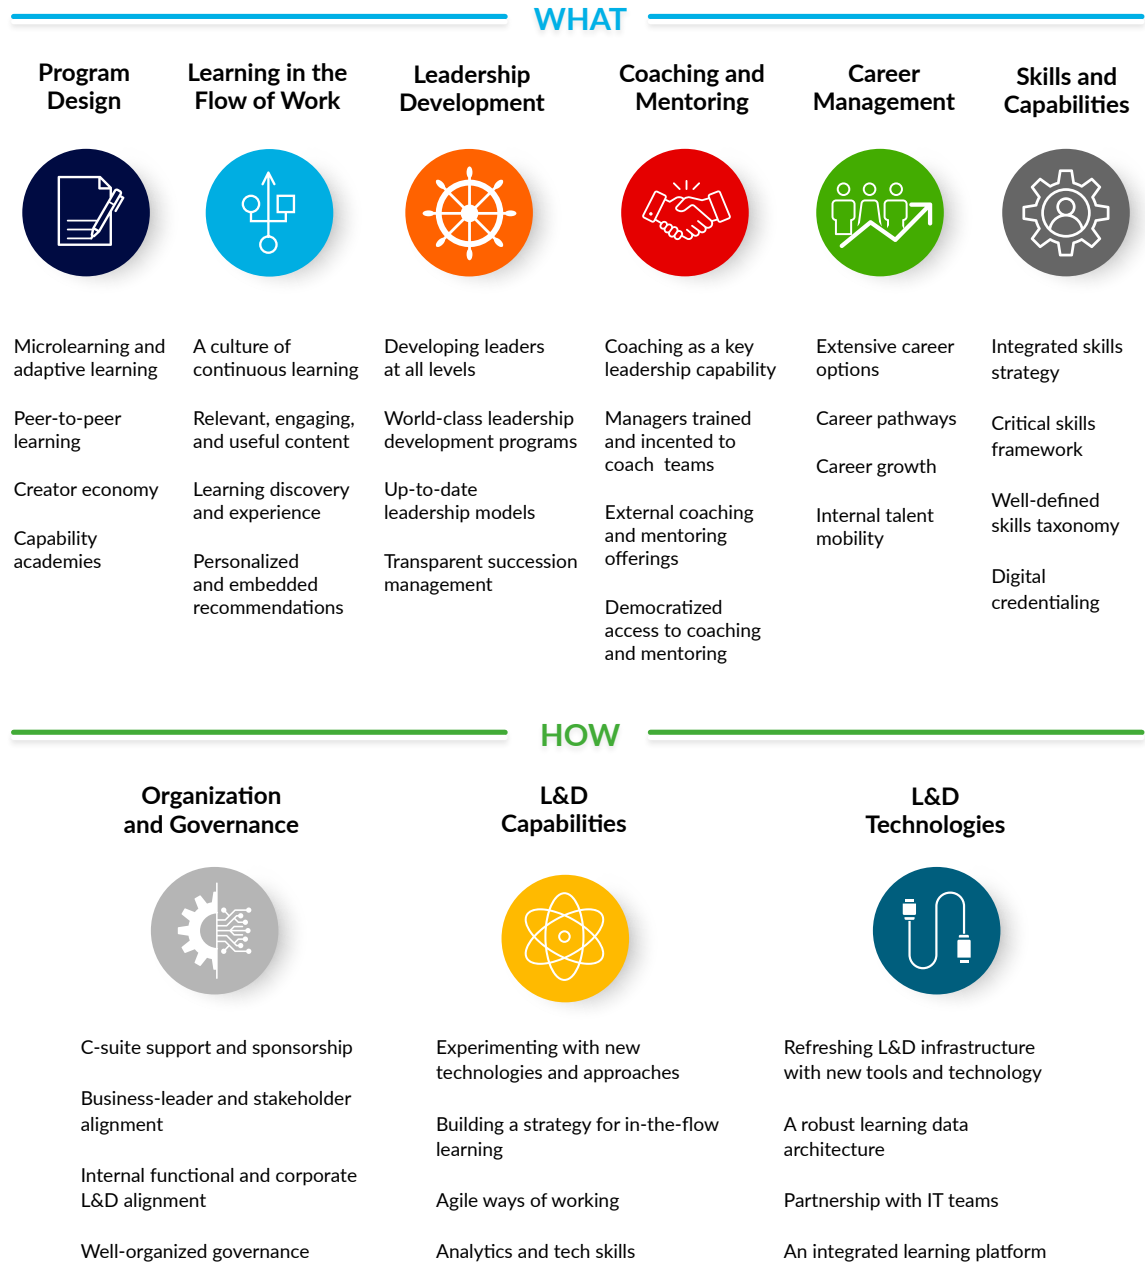 WHAT
Program
Design
Learning in the
Flow of Work
Leadership
Development
Coaching and
Mentoring
Career
Management
Skills and
Capabilities
Microlearning and
adaptive learning
Peer-to-peer
learning
Creator economy
Capability
academies
A culture of
continuous learning
Relevant, engaging,
and useful content
Learning discovery
and experience
Personalized
and embedded
recommendations
Developing leaders
at all levels
World-class leadership
development programs
Up-to-date
leadership models
Transparent succession
management
Coaching as a key
leadership capability
Managers trained
and incented to
coach  teams
External coaching
and mentoring
offerings
Democratized
access to coaching
and mentoring
Extensive career
options
Career pathways
Career growth
Internal talent
mobility
Integrated skills
strategy
Critical skills
framework
Well-defined
skills taxonomy
Digital
credentialing
HOW
Organization
and Governance
L&D
Capabilities
L&D
Technologies
C-suite support and sponsorship
Business-leader and stakeholder
alignment
Internal functional and corporate
L&D alignment
Well-organized governance
Experimenting with new
technologies and approaches
Building a strategy for in-the-flow
learning
Agile ways of working
Analytics and tech skills
Refreshing L&D infrastructure
with new tools and technology
A robust learning data
architecture
Partnership with IT teams
An integrated learning platform